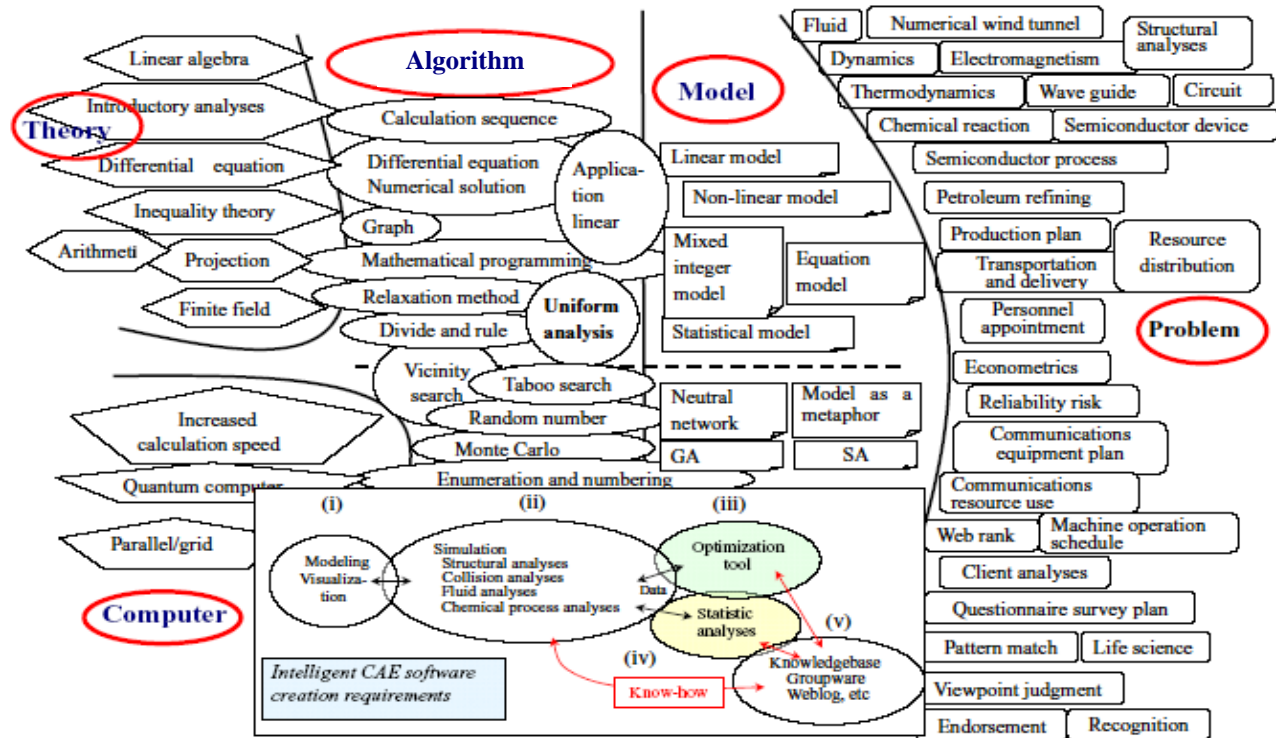 Theory
Linear algebra
Introductory analyses
Differential equation
Inequality theory
Arithmeti
Projection
Finite field
Algorithm
Calculation sequence
Differential equation
Numerical solution
Applica-
tion
linear
Graph
Mathematical programming
Relaxation method
Uniform
analysis
Divide and rule
Vicinity
search
Taboo search
Random number
Monte Carlo
Enumeration and numbering
Model
Linear model
Non-linear model
Mixed
integer
model
Equation
model
Statistical model
Neutral
network
Model as a
metaphor
GA
SA
Problem
Fluid
Numerical wind tunnel
Structural
analyses
Dynamics
Electromagnetism
Thermodynamics
Wave guide
Circuit
Chemical reaction
Semiconductor device
Semiconductor process
Petroleum refining
Production plan
Resource
distribution
Transportation
and delivery
Personnel
appointment
Econometrics
Reliability risk
Communications
equipment plan
Communications
resource use
Web rank
Machine operation
schedule
Client analyses
Questionnaire survey plan
Pattern match
Life science
Viewpoint judgment
Endorsement
Recognition
Computer
Increased
calculation speed
Quantum computer
Parallel/grid
(i)
Modeling
Visualiza-
tion
(ii)
Simulation
Structural analyses
Collision analyses
Fluid analyses
Chemical process analyses
Data
(iii)
Optimization
tool
Statistic
analyses
(iv)
Know-how
(v)
Knowledgebase
Groupware
Weblog, etc
Intelligent CAE software
creation requirements